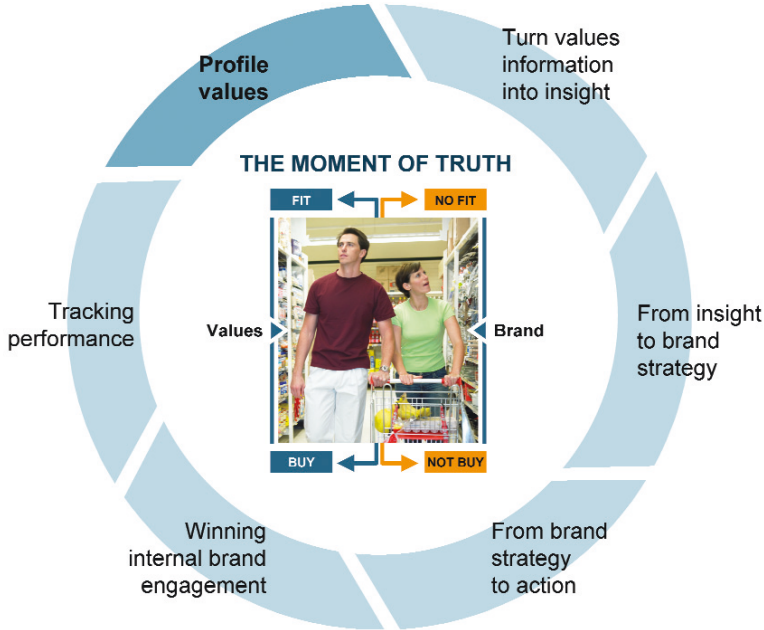 Profile
values
Turn values
information
into insight
From insight
to brand
strategy
From brand
strategy
to action
Winning
internal brand
engagement
Tracking
performance
THE MOMENT OF TRUTH
FIT
NO FIT
Values
Brand
BUY
NOT BUY